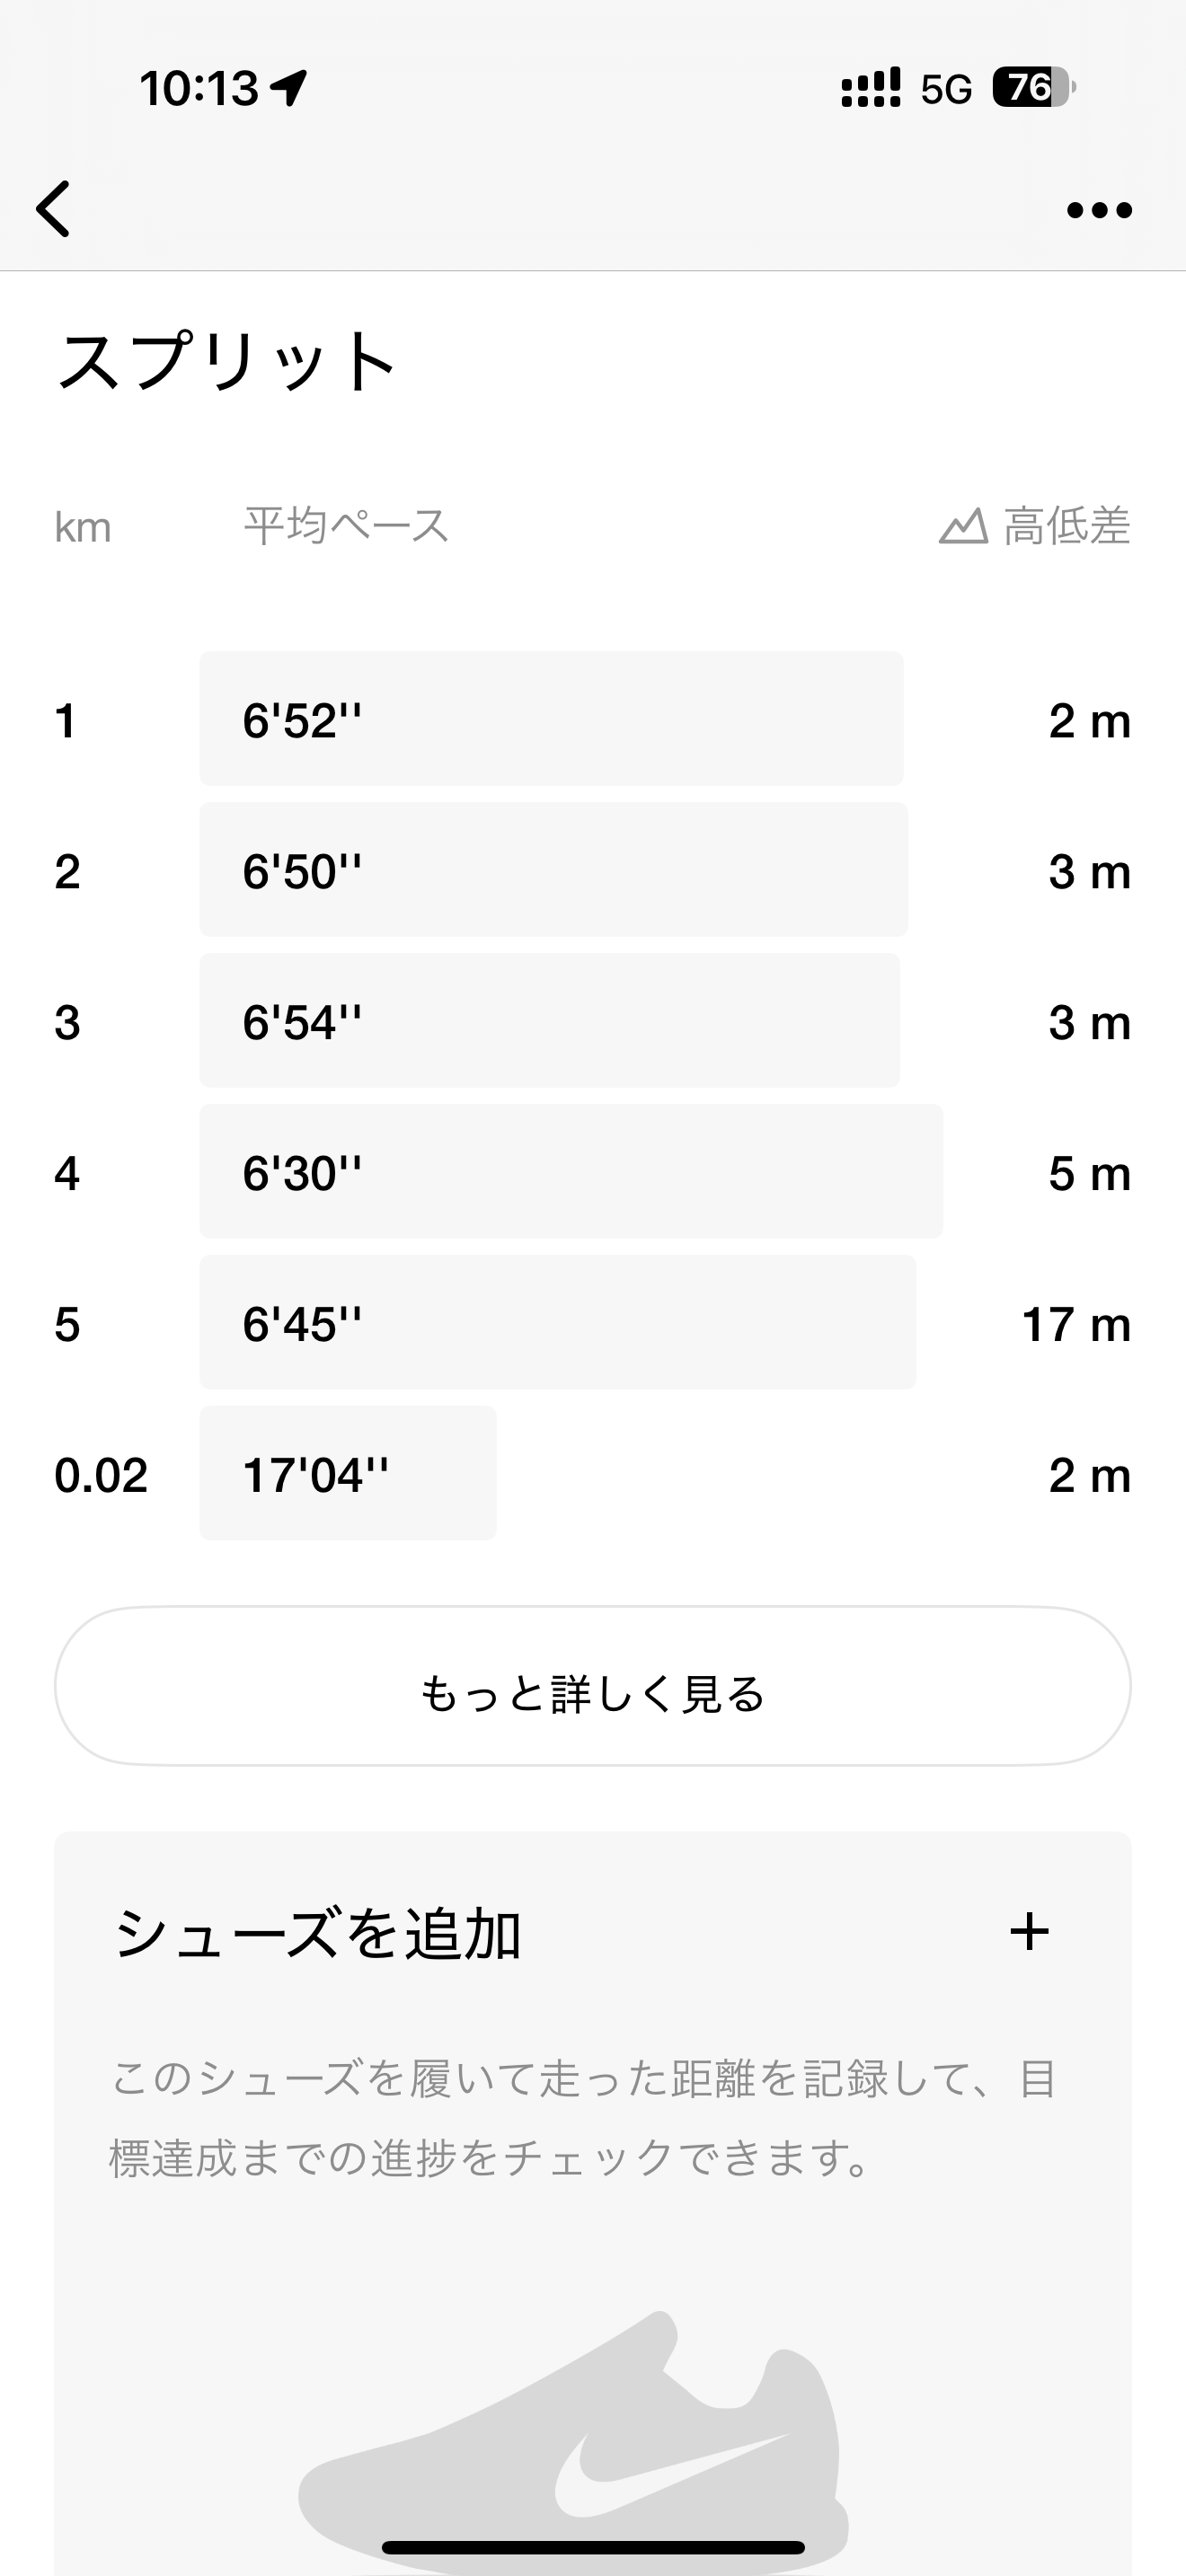 10:13 5G 76
スプリット
km 平均ペース 高低差
1 6'52'' 2 m
2 6'50'' 3 m
3 6'54'' 3 m
4 6'30'' 5 m
5 6'45'' 17 m
0.02 17'04'' 2 m
もっと詳しく見る
シューズを追加 +
このシューズを履いて走った距離を記録して、目
標達成までの進捗をチェックできます。